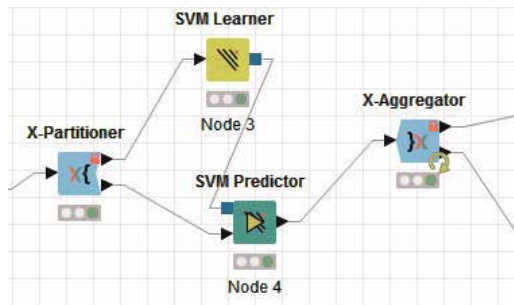 SVM Learner
Node 3
X-Partitioner
X{
X-Aggregator
}X
SVM Predictor
Node 4